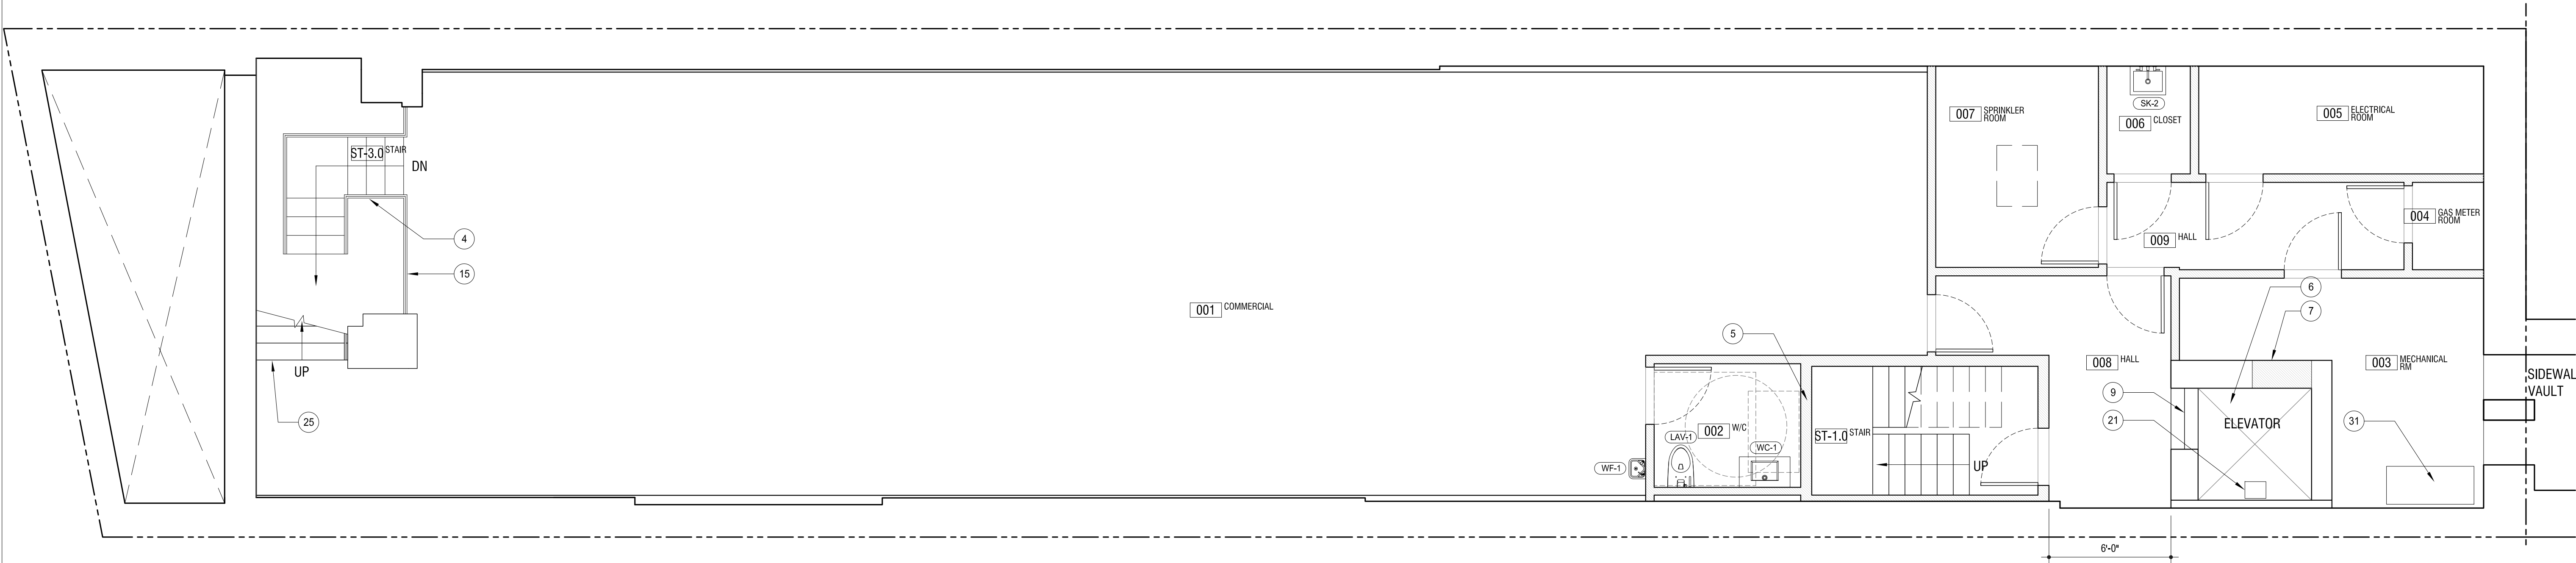 SK-2
007 SPRINKLER
ROOM
006 CLOSET
005 ELECTRICAL
ROOM
ST-3.0 STAIR
DN
004 GAS METER
ROOM
4
009 HALL
15
6
001 COMMERCIAL
7
5
UP
008 HALL
003 MECHANICAL
RM
SIDEWAL
VAULT
9
25
21
ELEVATOR
31
002 W/C
LAV-1
ST-1.0 STAIR
WC-1
WF-1
UP
6'-0"